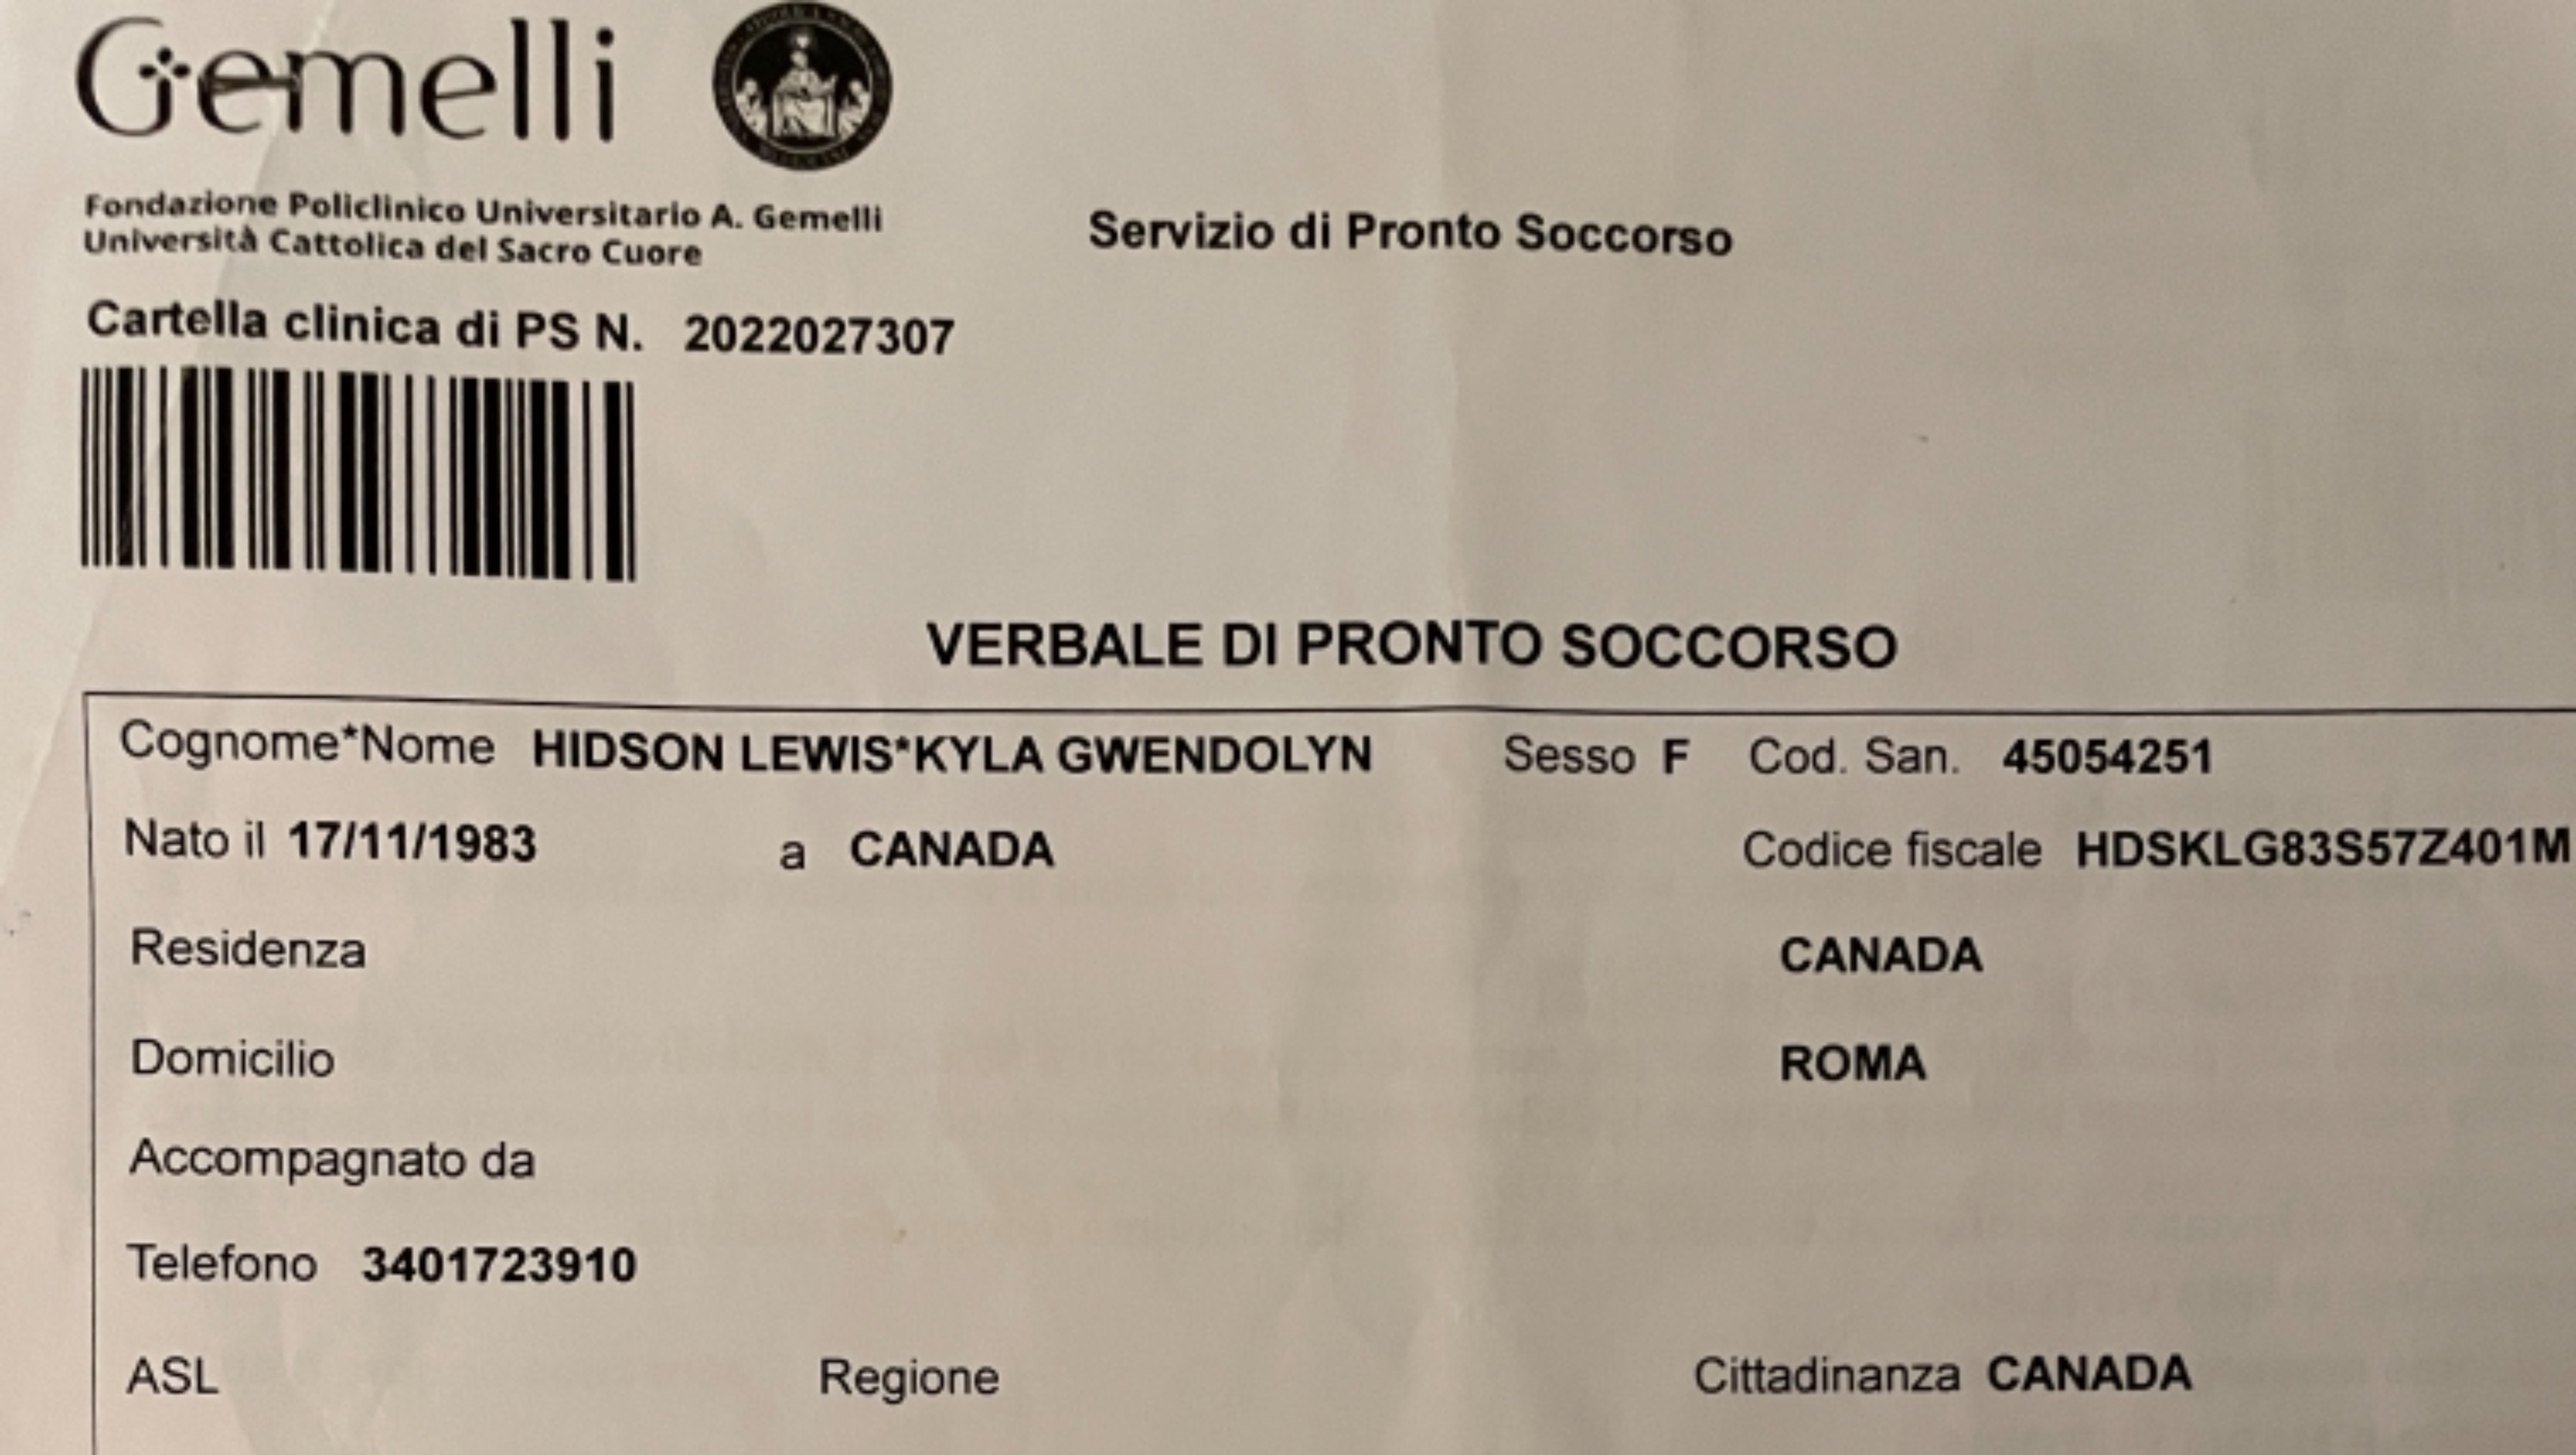 Gemelli
Fondazione Policlinico Universitario A. Gemelli
Università Cattolica del Sacro Cuore
Servizio di Pronto Soccorso
Cartella clinica di PS N. 2022027307
VERBALE DI PRONTO SOCCORSO
Cognome*Nome HIDSON LEWIS*KYLA GWENDOLYN Sesso F Cod. San. 45054251
Nato il 17/11/1983 a CANADA Codice fiscale HDSKLG83S57Z401M
Residenza CANADA
Domicilio ROMA
Accompagnato da
Telefono 3401723910
ASL Regione Cittadinanza CANADA